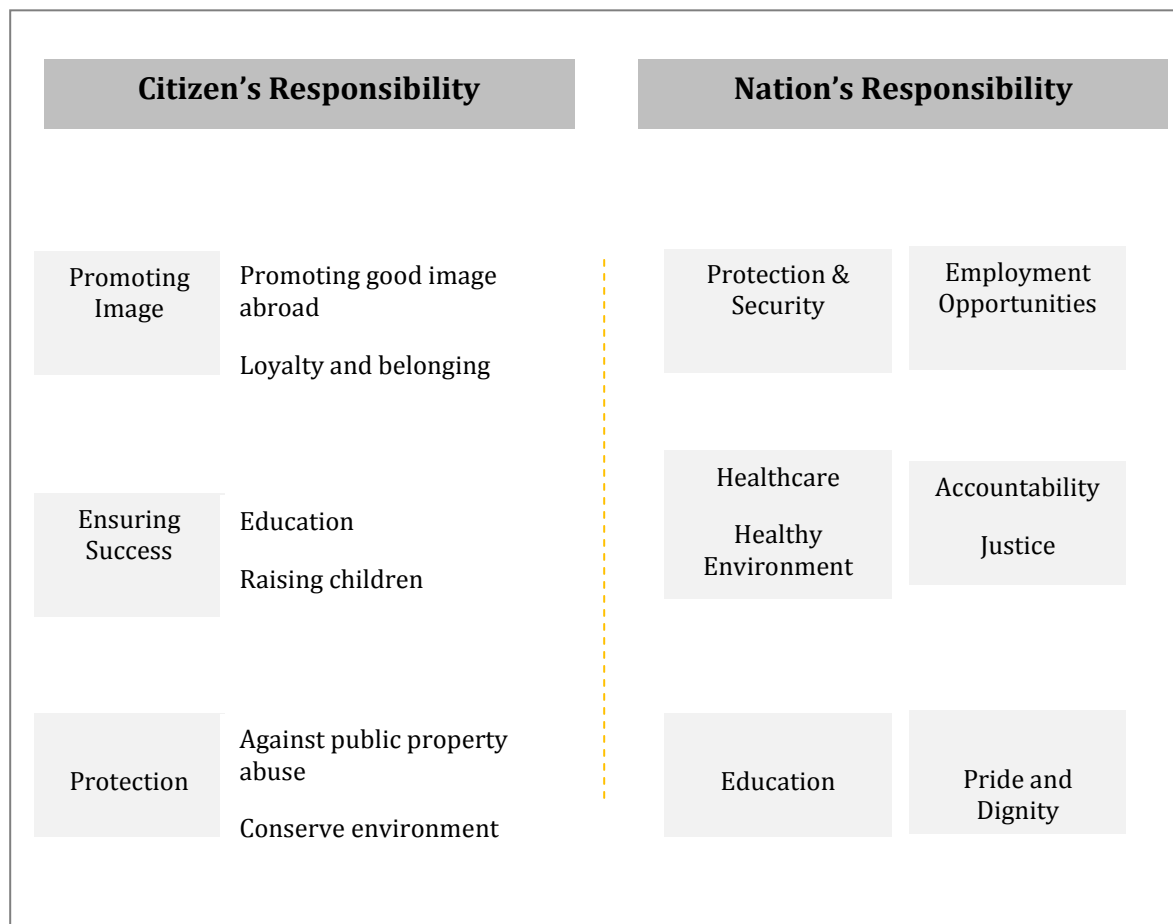 Citizen’s Responsibility
Promoting
Image
Promoting good image
abroad
Loyalty and belonging
Ensuring
Success
Education
Raising children
Protection
Against public property
abuse
Conserve environment
Nation’s Responsibility
Protection &
Security
Employment
Opportunities
Healthcare
Healthy
Environment
Accountability
Justice
Education
Pride and
Dignity